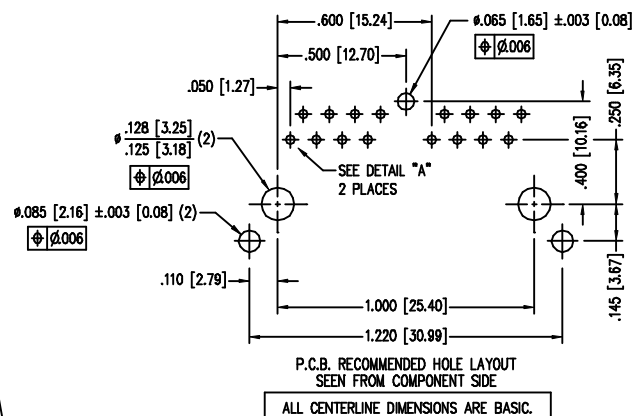 .600 [15.24]
ø.065 [1.65] ±.003 [0.08]
⌖ Ø.006
.500 [12.70]
.050 [1.27]
.250 [6.35]
ø .128 [3.25]
.125 [3.18] (2)
⌖ Ø.006
SEE DETAIL "A"
2 PLACES
.400 [10.16]
ø.085 [2.16] ±.003 [0.08] (2)
⌖ Ø.006
.110 [2.79]
.145 [3.67]
1.000 [25.40]
1.220 [30.99]
P.C.B. RECOMMENDED HOLE LAYOUT
SEEN FROM COMPONENT SIDE
ALL CENTERLINE DIMENSIONS ARE BASIC.